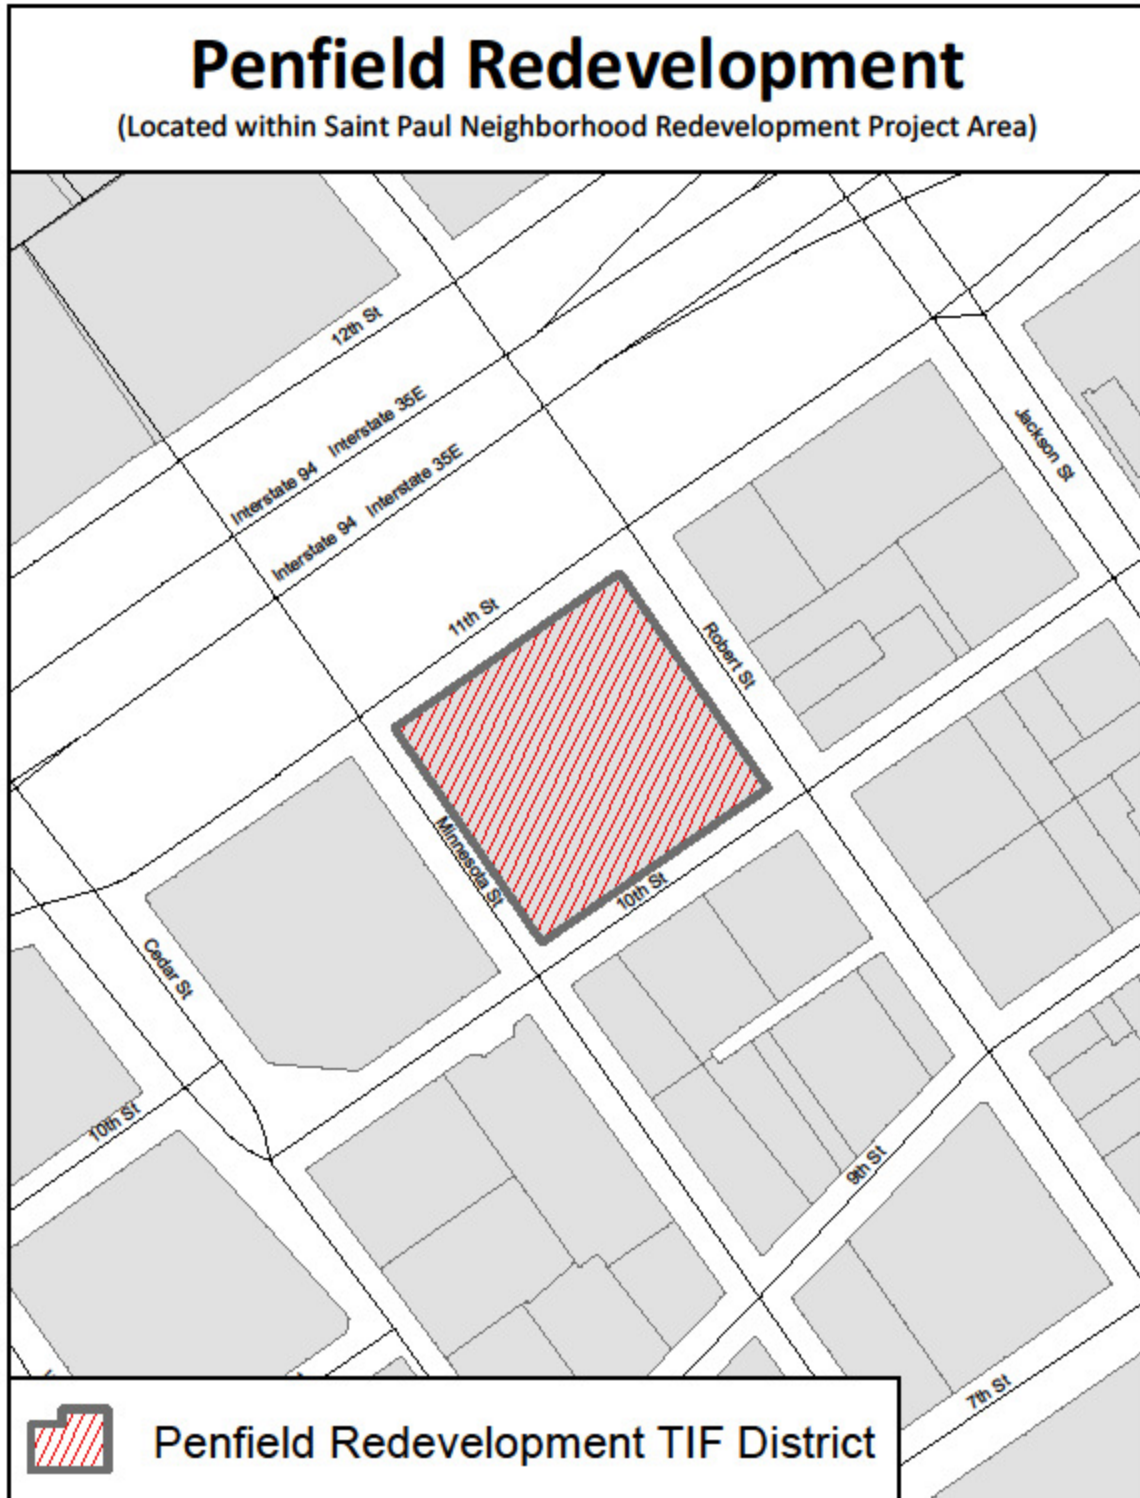 Penfield Redevelopment
(Located within Saint Paul Neighborhood Redevelopment Project Area)
12th St
Interstate 94 Interstate 35E
Interstate 94 Interstate 35E
Jackson St
11th St
Robert St
Minnesota St
10th St
Cedar St
10th St
9th St
7th St
Penfield Redevelopment TIF District